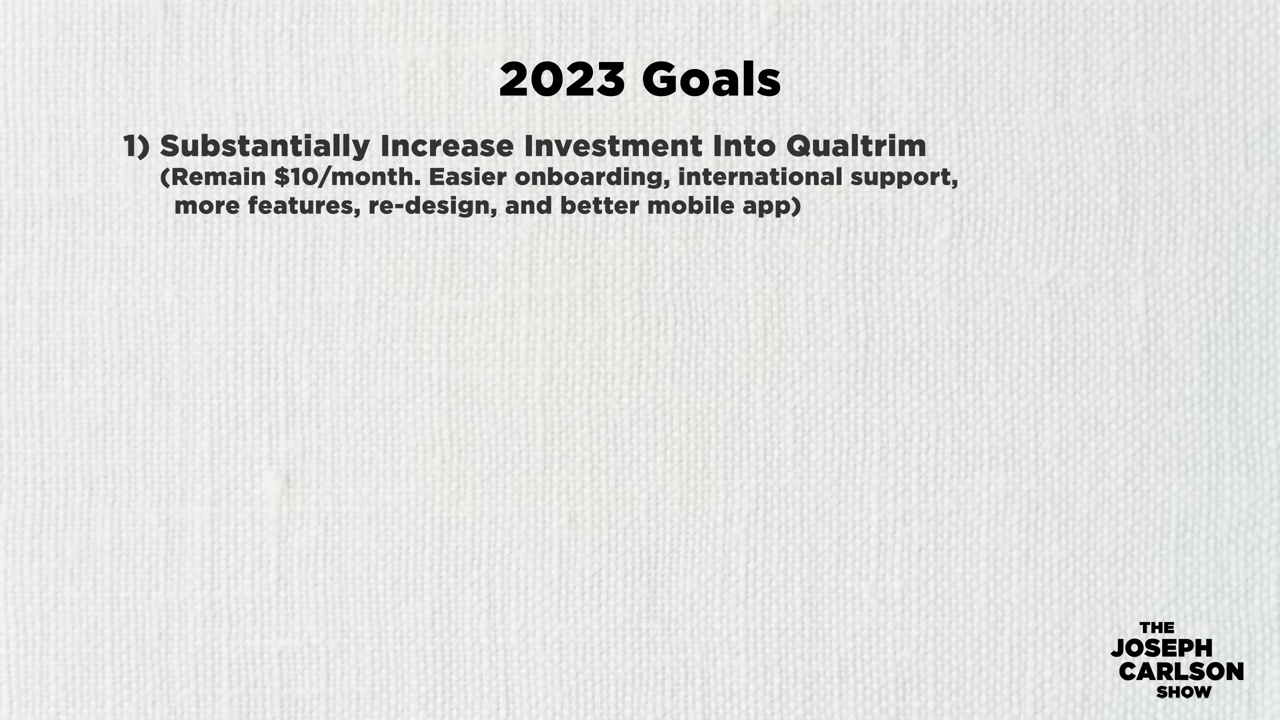 2023 Goals
1) Substantially Increase Investment Into Qualtrim
(Remain $10/month. Easier onboarding, international support,
more features, re-design, and better mobile app)
THE
JOSEPH
CARLSON
SHOW